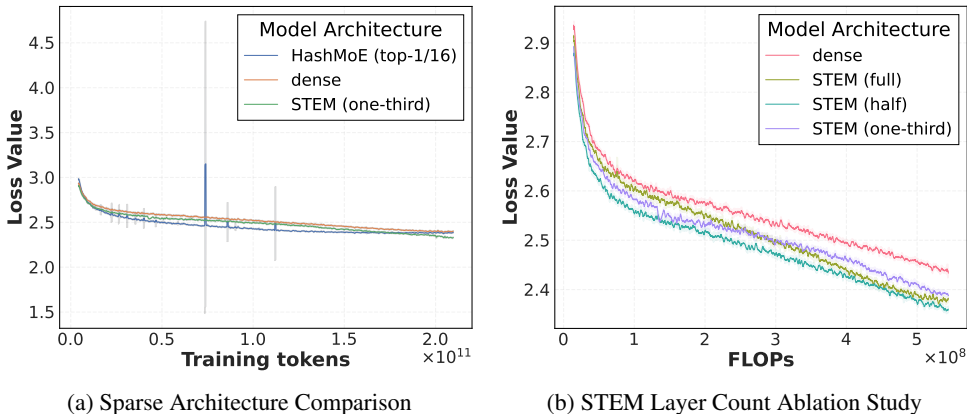 Model Architecture
HashMoE (top-1/16)
dense
STEM (one-third)
4.5
4.0
3.5
3.0
2.5
2.0
1.5
Loss Value
0.0
0.5
1.0
1.5
2.0
×10¹¹
Training tokens
(a) Sparse Architecture Comparison
Model Architecture
dense
STEM (full)
STEM (half)
STEM (one-third)
2.9
2.8
2.7
2.6
2.5
2.4
Loss Value
0
1
2
3
4
5
×10⁸
FLOPs
(b) STEM Layer Count Ablation Study